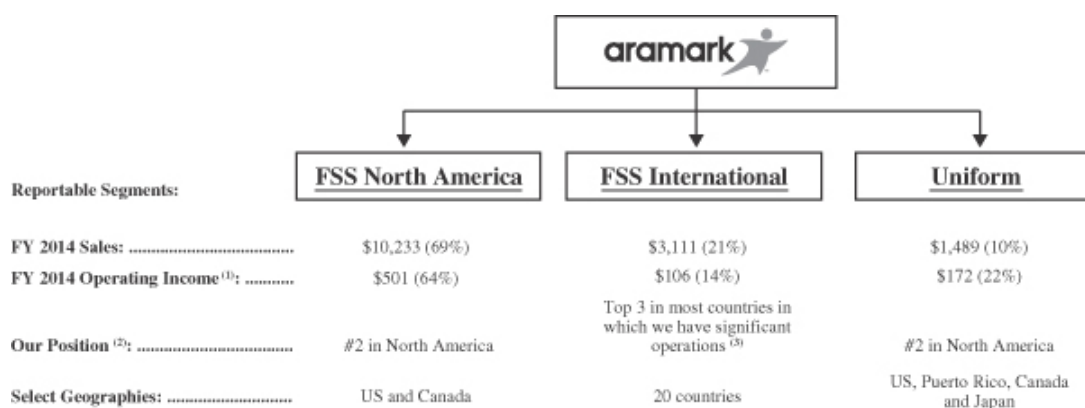 aramark
FSS North America FSS International Uniform
Reportable Segments:
FY 2014 Sales: ........................................ $10,233 (69%) $3,111 (21%) $1,489 (10%)
FY 2014 Operating Income (1): ........... $501 (64%) $106 (14%) $172 (22%)
Top 3 in most countries in
which we have significant
operations (3)
Our Position (2): ...................................... #2 in North America #2 in North America
Select Geographies: .............................. US and Canada 20 countries US, Puerto Rico, Canada
and Japan